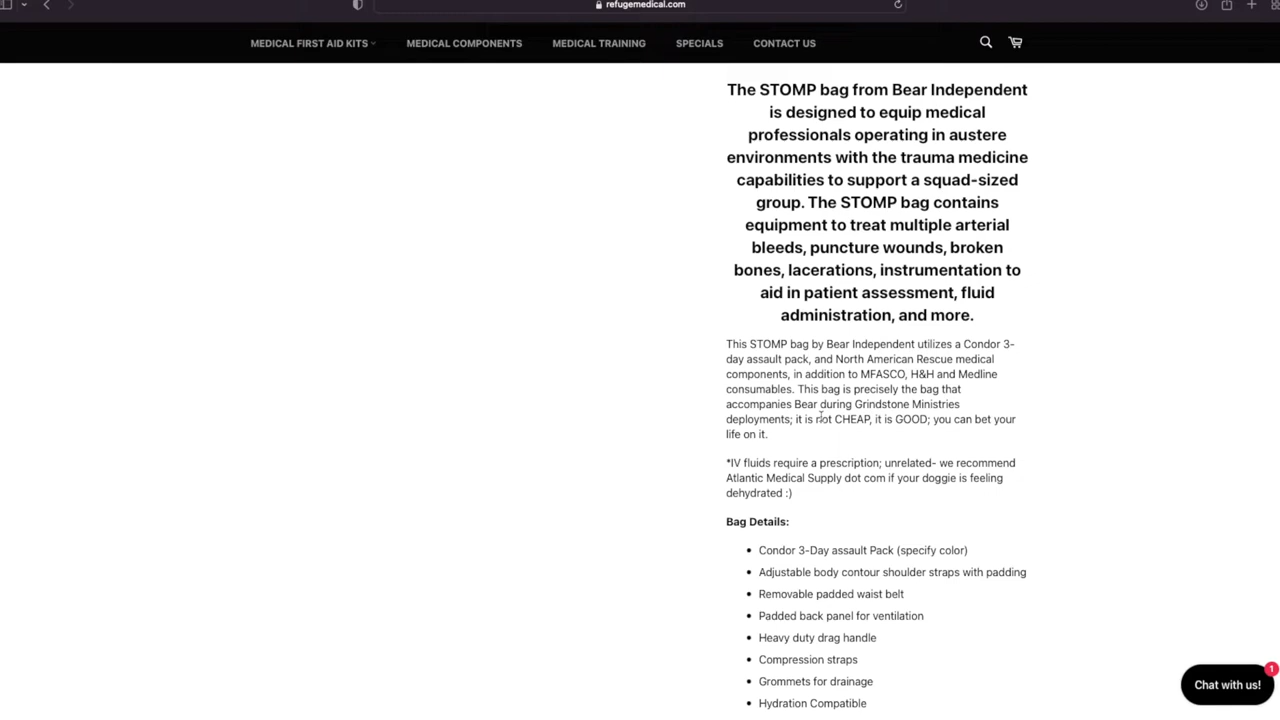 refugemedical.com
MEDICAL FIRST AID KITS
MEDICAL COMPONENTS
MEDICAL TRAINING
SPECIALS
CONTACT US
The STOMP bag from Bear Independent
is designed to equip medical
professionals operating in austere
environments with the trauma medicine
capabilities to support a squad-sized
group. The STOMP bag contains
equipment to treat multiple arterial
bleeds, puncture wounds, broken
bones, lacerations, instrumentation to
aid in patient assessment, fluid
administration, and more.
This STOMP bag by Bear Independent utilizes a Condor 3-
day assault pack, and North American Rescue medical
components, in addition to MFASCO, H&H and Medline
consumables. This bag is precisely the bag that
accompanies Bear during Grindstone Ministries
deployments; it is not CHEAP, it is GOOD; you can bet your
life on it.
*IV fluids require a prescription; unrelated- we recommend
Atlantic Medical Supply dot com if your doggie is feeling
dehydrated :)
Bag Details:
• Condor 3-Day assault Pack (specify color)
• Adjustable body contour shoulder straps with padding
• Removable padded waist belt
• Padded back panel for ventilation
• Heavy duty drag handle
• Compression straps
• Grommets for drainage
• Hydration Compatible
1
Chat with us!